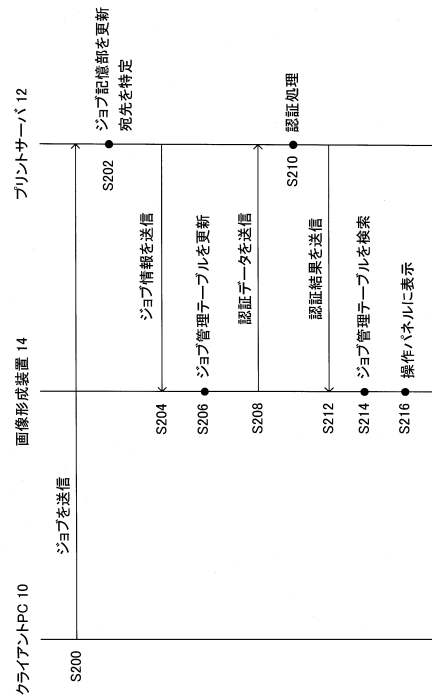 クライアントPC 10
画像形成装置 14
プリントサーバ 12
S200
ジョブを送信
S202
ジョブ記憶部を更新
宛先を特定
S204
ジョブ情報を送信
S206
ジョブ管理テーブルを更新
S208
認証データを送信
S210
認証処理
S212
認証結果を送信
S214
ジョブ管理テーブルを検索
S216
操作パネルに表示